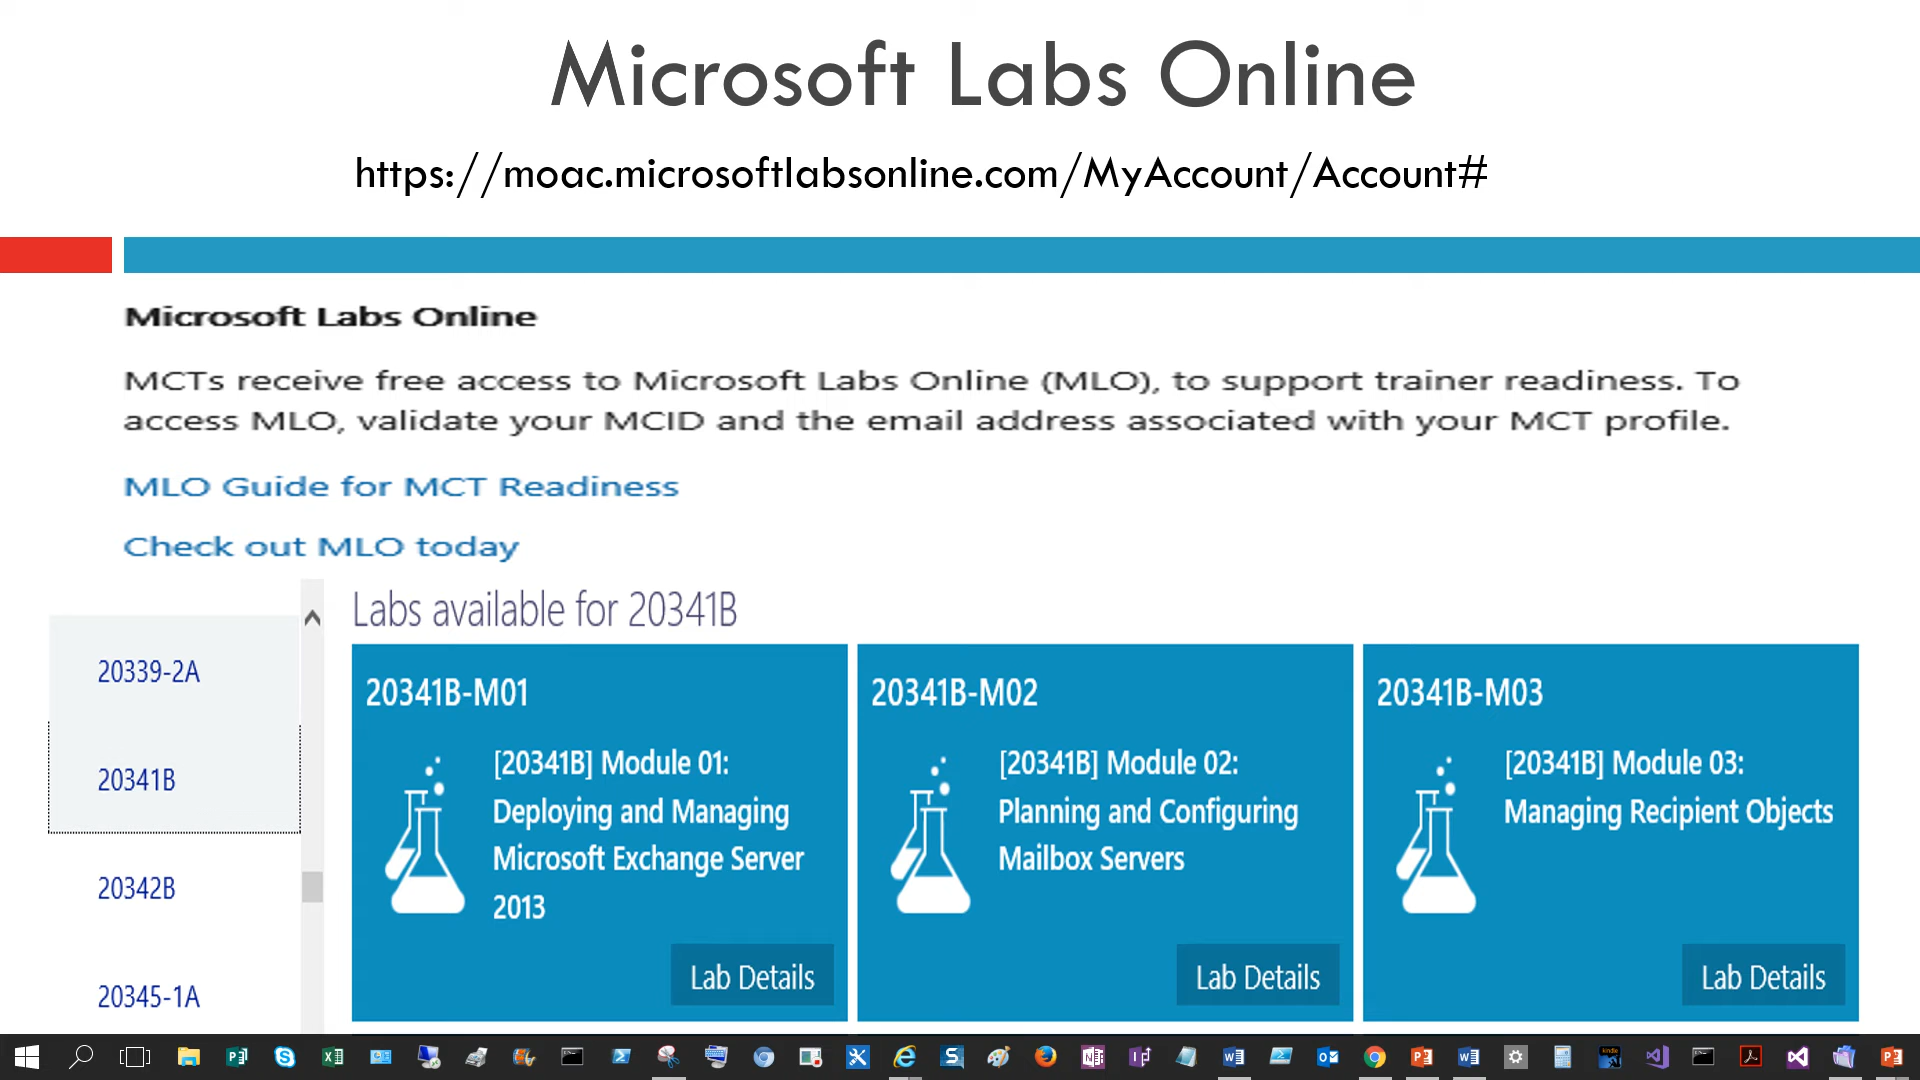 Microsoft Labs Online
https://moac.microsoftlabsonline.com/MyAccount/Account#
Microsoft Labs Online
MCTs receive free access to Microsoft Labs Online (MLO), to support trainer readiness. To
access MLO, validate your MCID and the email address associated with your MCT profile.
MLO Guide for MCT Readiness
Check out MLO today
20339-2A
20341B
20342B
20345-1A
Labs available for 20341B
20341B-M01
[20341B] Module 01:
Deploying and Managing
Microsoft Exchange Server
2013
Lab Details
20341B-M02
[20341B] Module 02:
Planning and Configuring
Mailbox Servers
Lab Details
20341B-M03
[20341B] Module 03:
Managing Recipient Objects
Lab Details